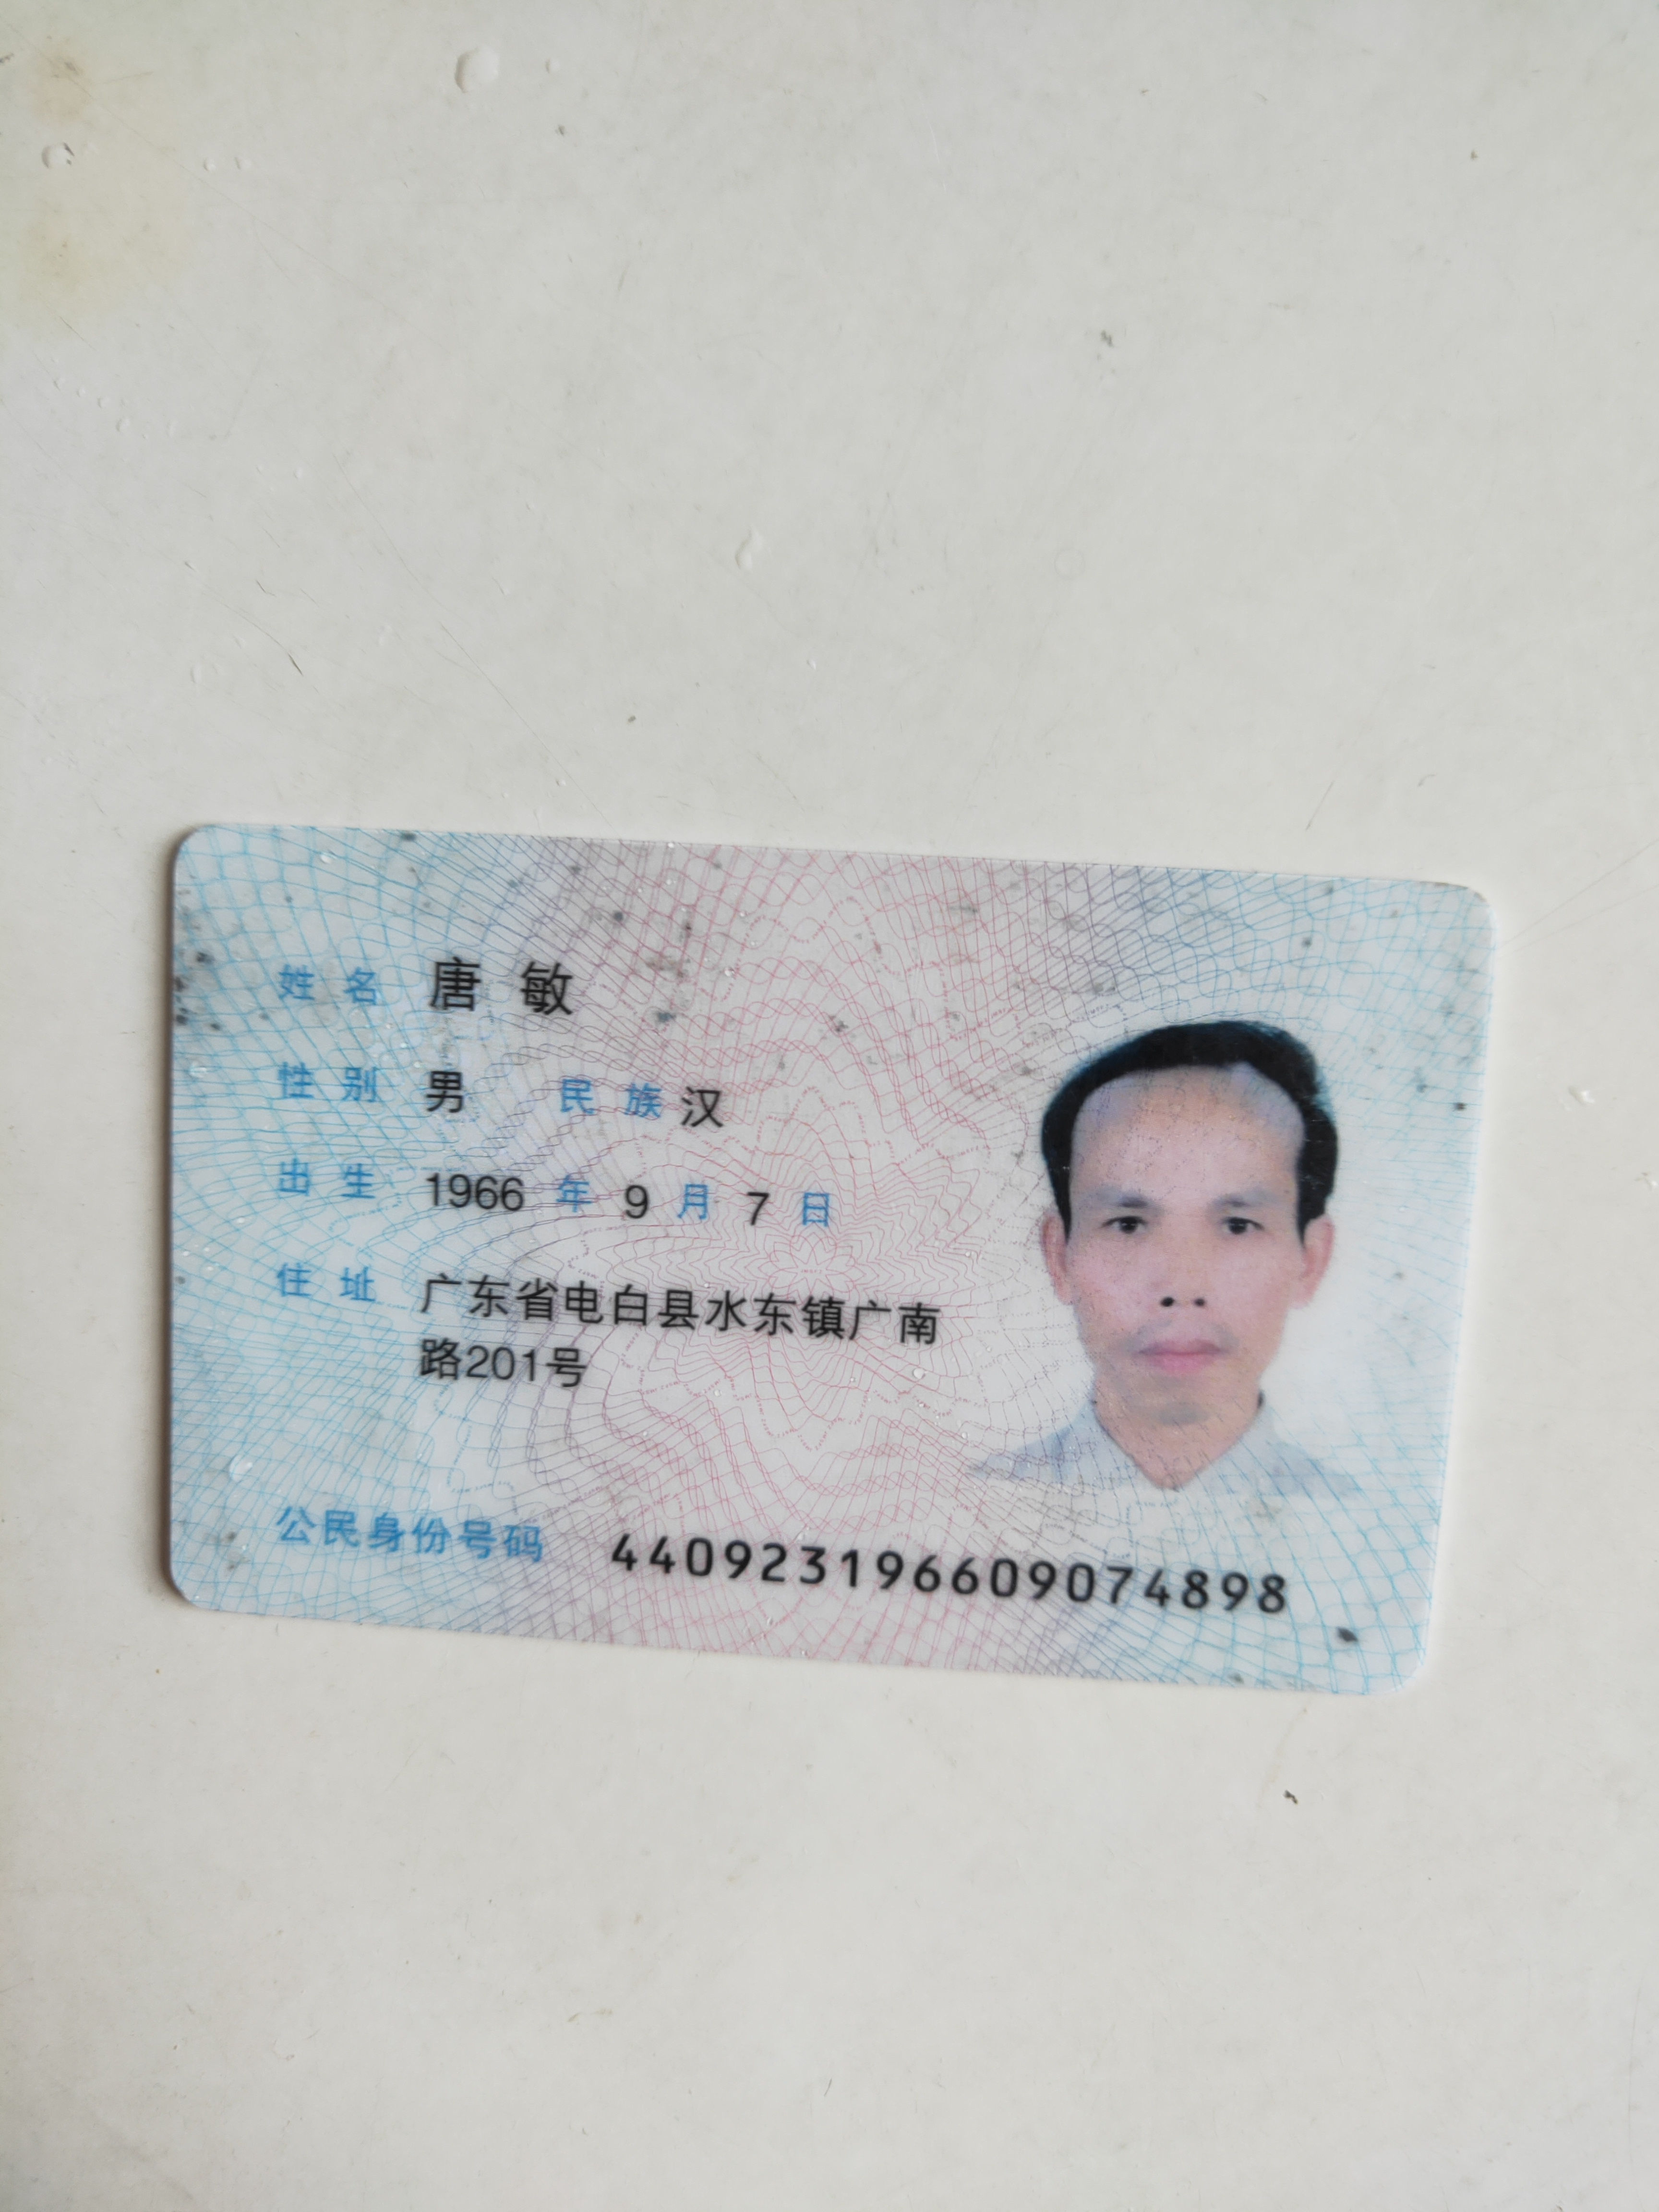 姓名 唐敏
性别 男 民族 汉
出生 1966 年 9 月 7 日
住址 广东省电白县水东镇广南
路201号
公民身份号码 440923196609074898